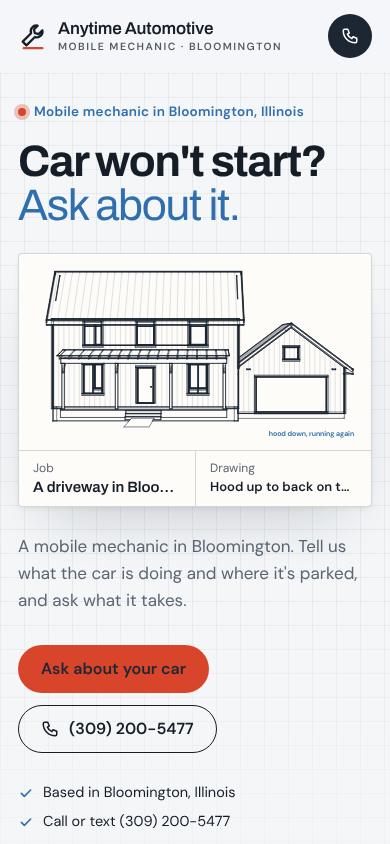 Anytime Automotive
MOBILE MECHANIC · BLOOMINGTON
Mobile mechanic in Bloomington, Illinois
Car won't start?
Ask about it.
hood down, running again
Job
A driveway in Bloo...
Drawing
Hood up to back on t...
A mobile mechanic in Bloomington. Tell us
what the car is doing and where it's parked,
and ask what it takes.
Ask about your car
(309) 200-5477
Based in Bloomington, Illinois
Call or text (309) 200-5477